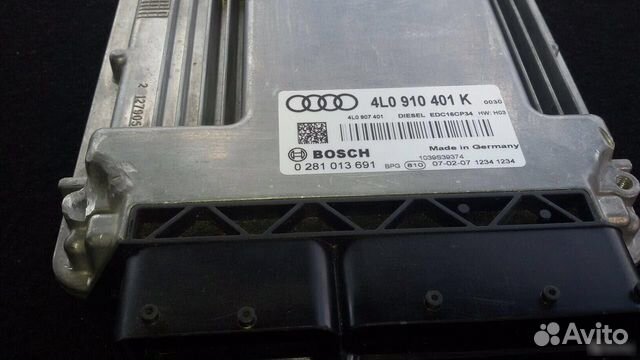 4L0 910 401 K 0030
4L0 907 401 DIESEL EDC16CP34 HW: H03
BOSCH Made in Germany
1039S39374
0 281 013 691 BPG 810 07-02-07 1234 1234
Avito